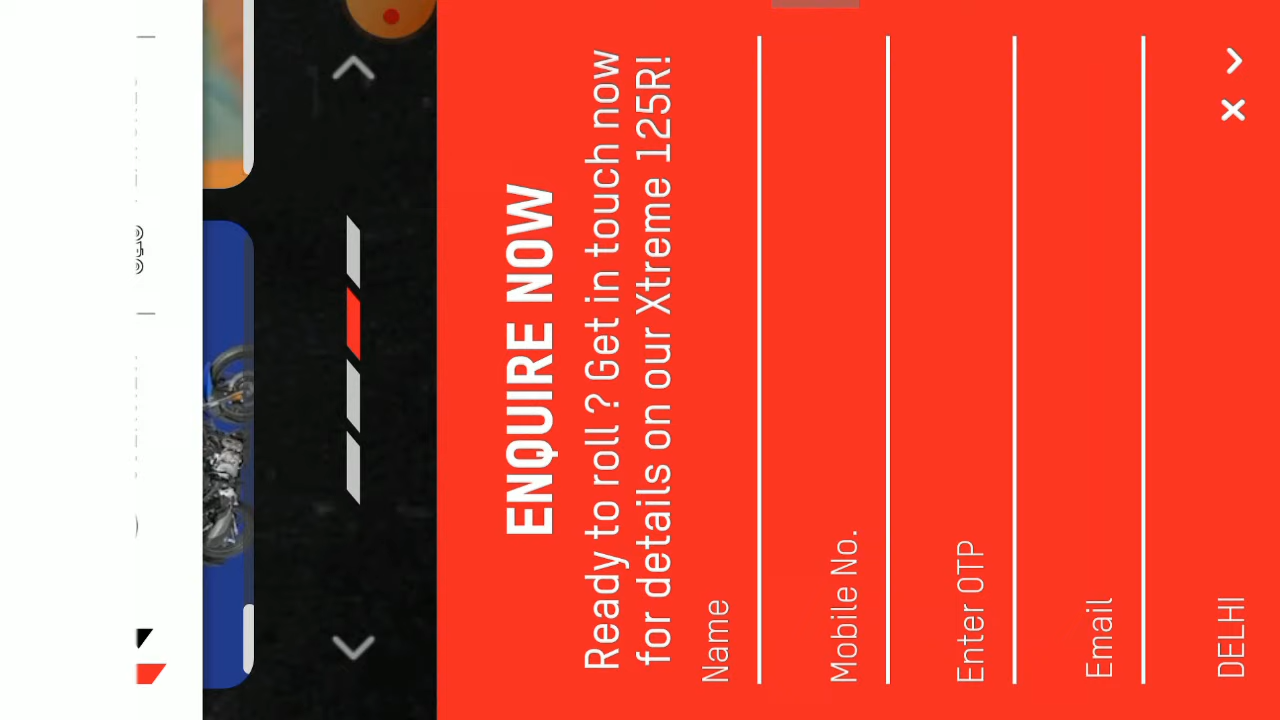 ENQUIRE NOW
Ready to roll ? Get in touch now
for details on our Xtreme 125R!
Name
Mobile No.
Enter OTP
Email
DELHI